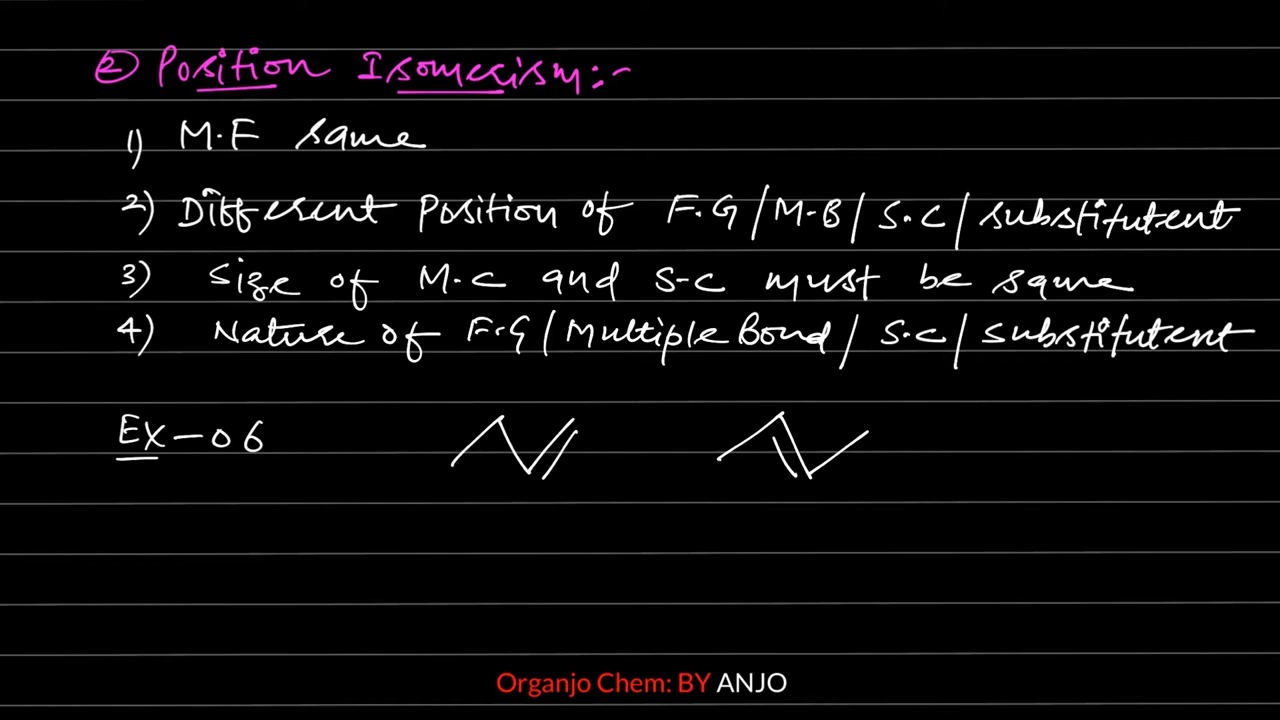 ② Position Isomerism:-
1) M.F same
2) Different Position of F.G/M-B/S.C/substitutent
3) Size of M.C and S-C must be same
4) Nature of F.G/Multiple Bond/S.C/substitutent
Ex-06
Organjo Chem: BY ANJO